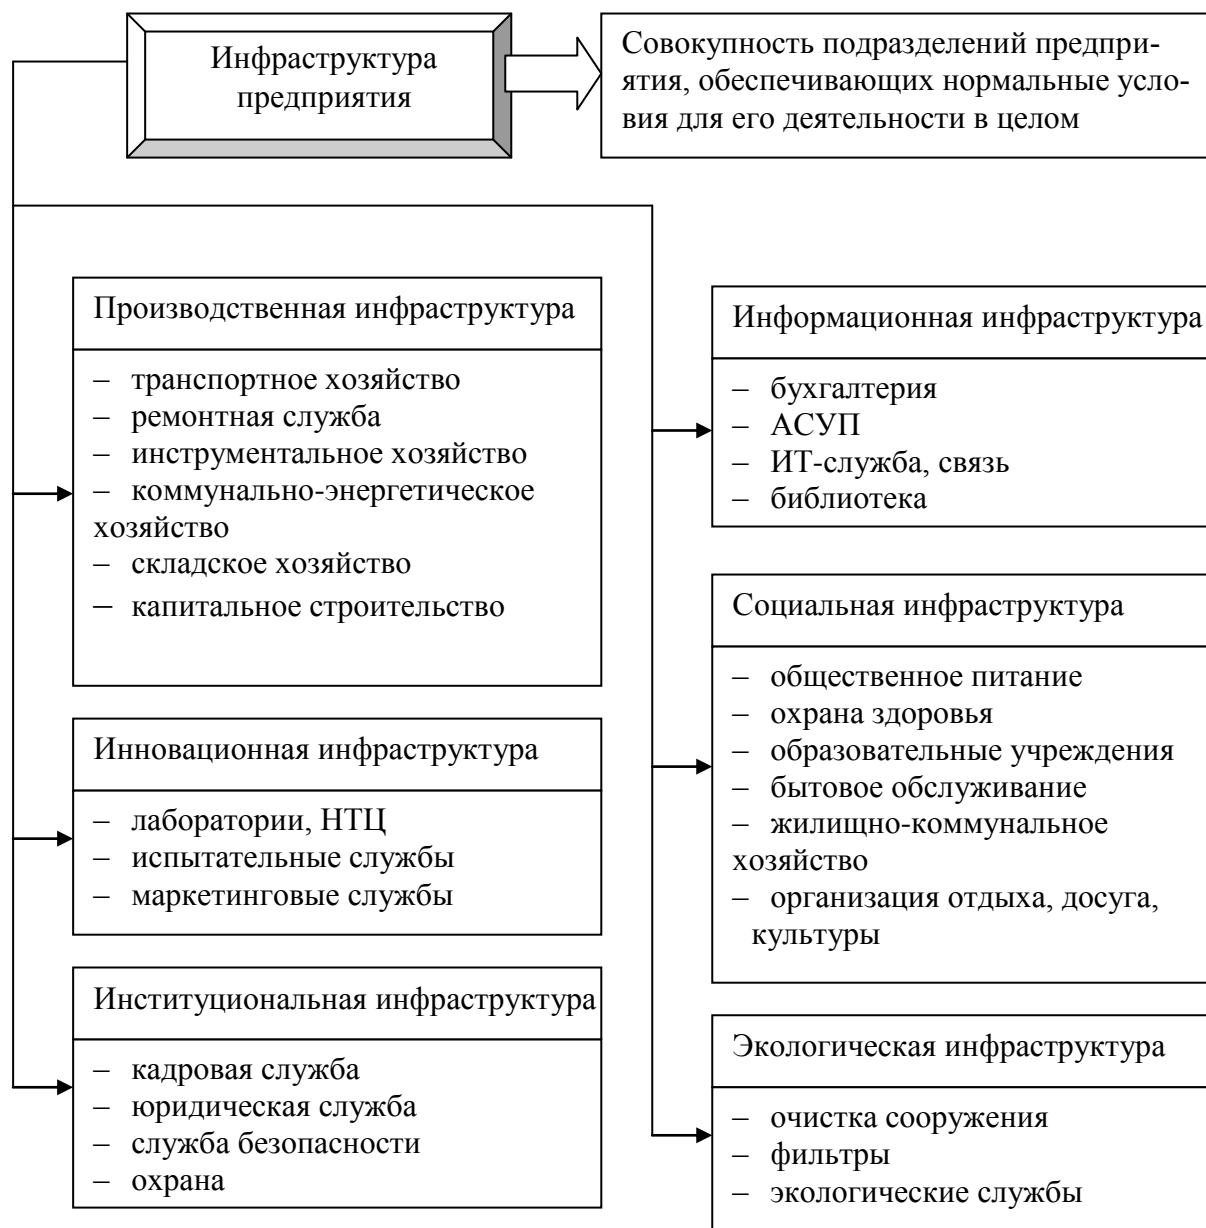 Инфраструктура
предприятия
Совокупность подразделений предпри-
ятия, обеспечивающих нормальные усло-
вия для его деятельности в целом
Производственная инфраструктура
– транспортное хозяйство
– ремонтная служба
– инструментальное хозяйство
– коммунально-энергетическое
хозяйство
– складское хозяйство
– капитальное строительство
Инновационная инфраструктура
– лаборатории, НТЦ
– испытательные службы
– маркетинговые службы
Институциональная инфраструктура
– кадровая служба
– юридическая служба
– служба безопасности
– охрана
Информационная инфраструктура
– бухгалтерия
– АСУП
– ИТ-служба, связь
– библиотека
Социальная инфраструктура
– общественное питание
– охрана здоровья
– образовательные учреждения
– бытовое обслуживание
– жилищно-коммунальное
хозяйство
– организация отдыха, досуга,
культуры
Экологическая инфраструктура
– очистка сооружения
– фильтры
– экологические службы